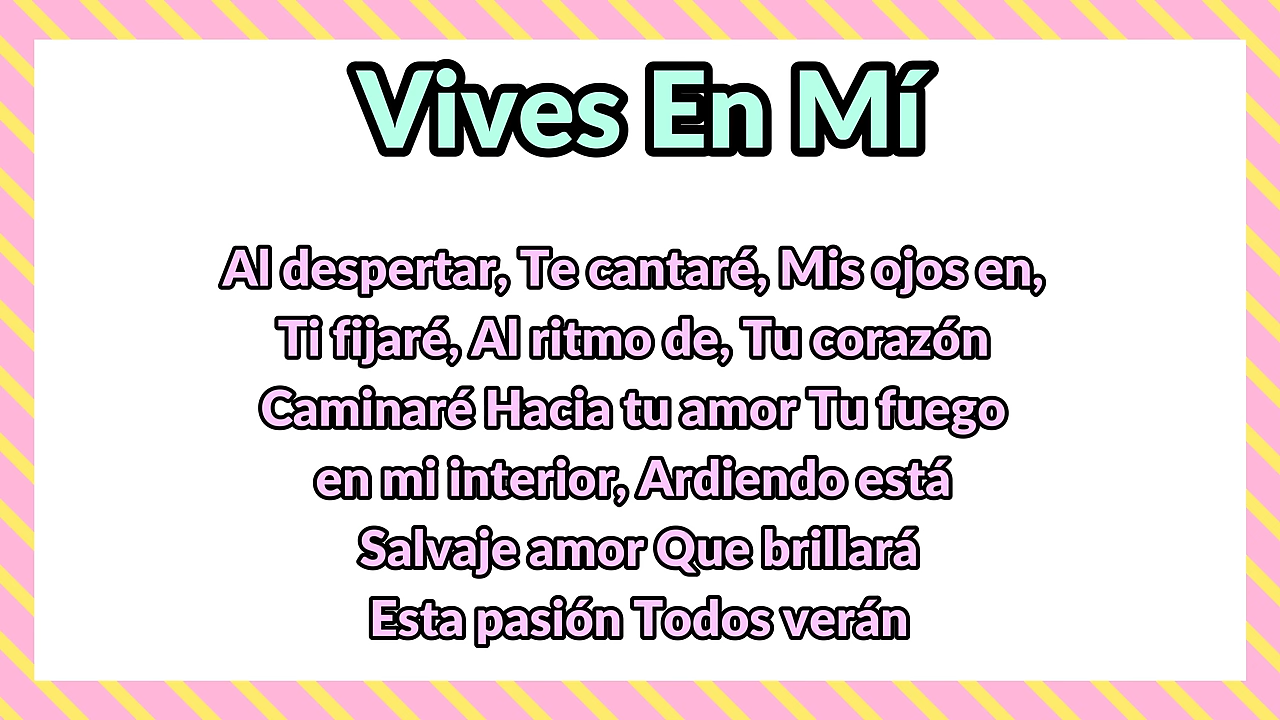 Vives En Mí
Al despertar, Te cantaré, Mis ojos en,
Ti fijaré, Al ritmo de, Tu corazón
Caminaré Hacia tu amor Tu fuego
en mi interior, Ardiendo está
Salvaje amor Que brillará
Esta pasión Todos verán